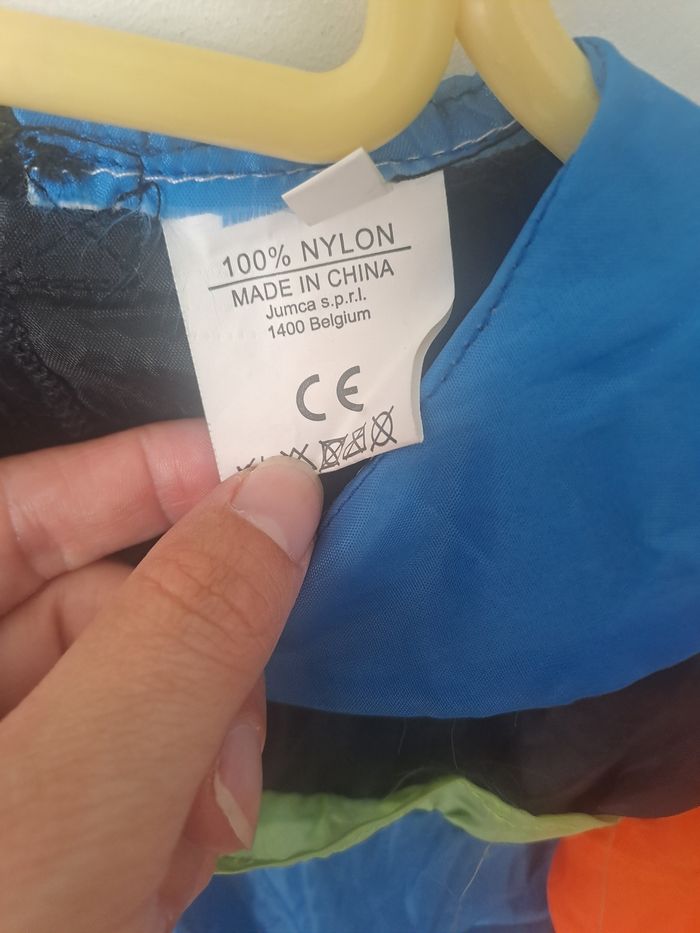 100% NYLON
MADE IN CHINA
Jumca s.p.r.l.
1400 Belgium
CE